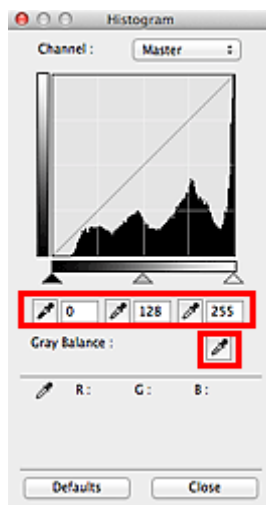 Histogram
Channel : Master
0 128 255
Gray Balance :
R : G : B :
Defaults Close